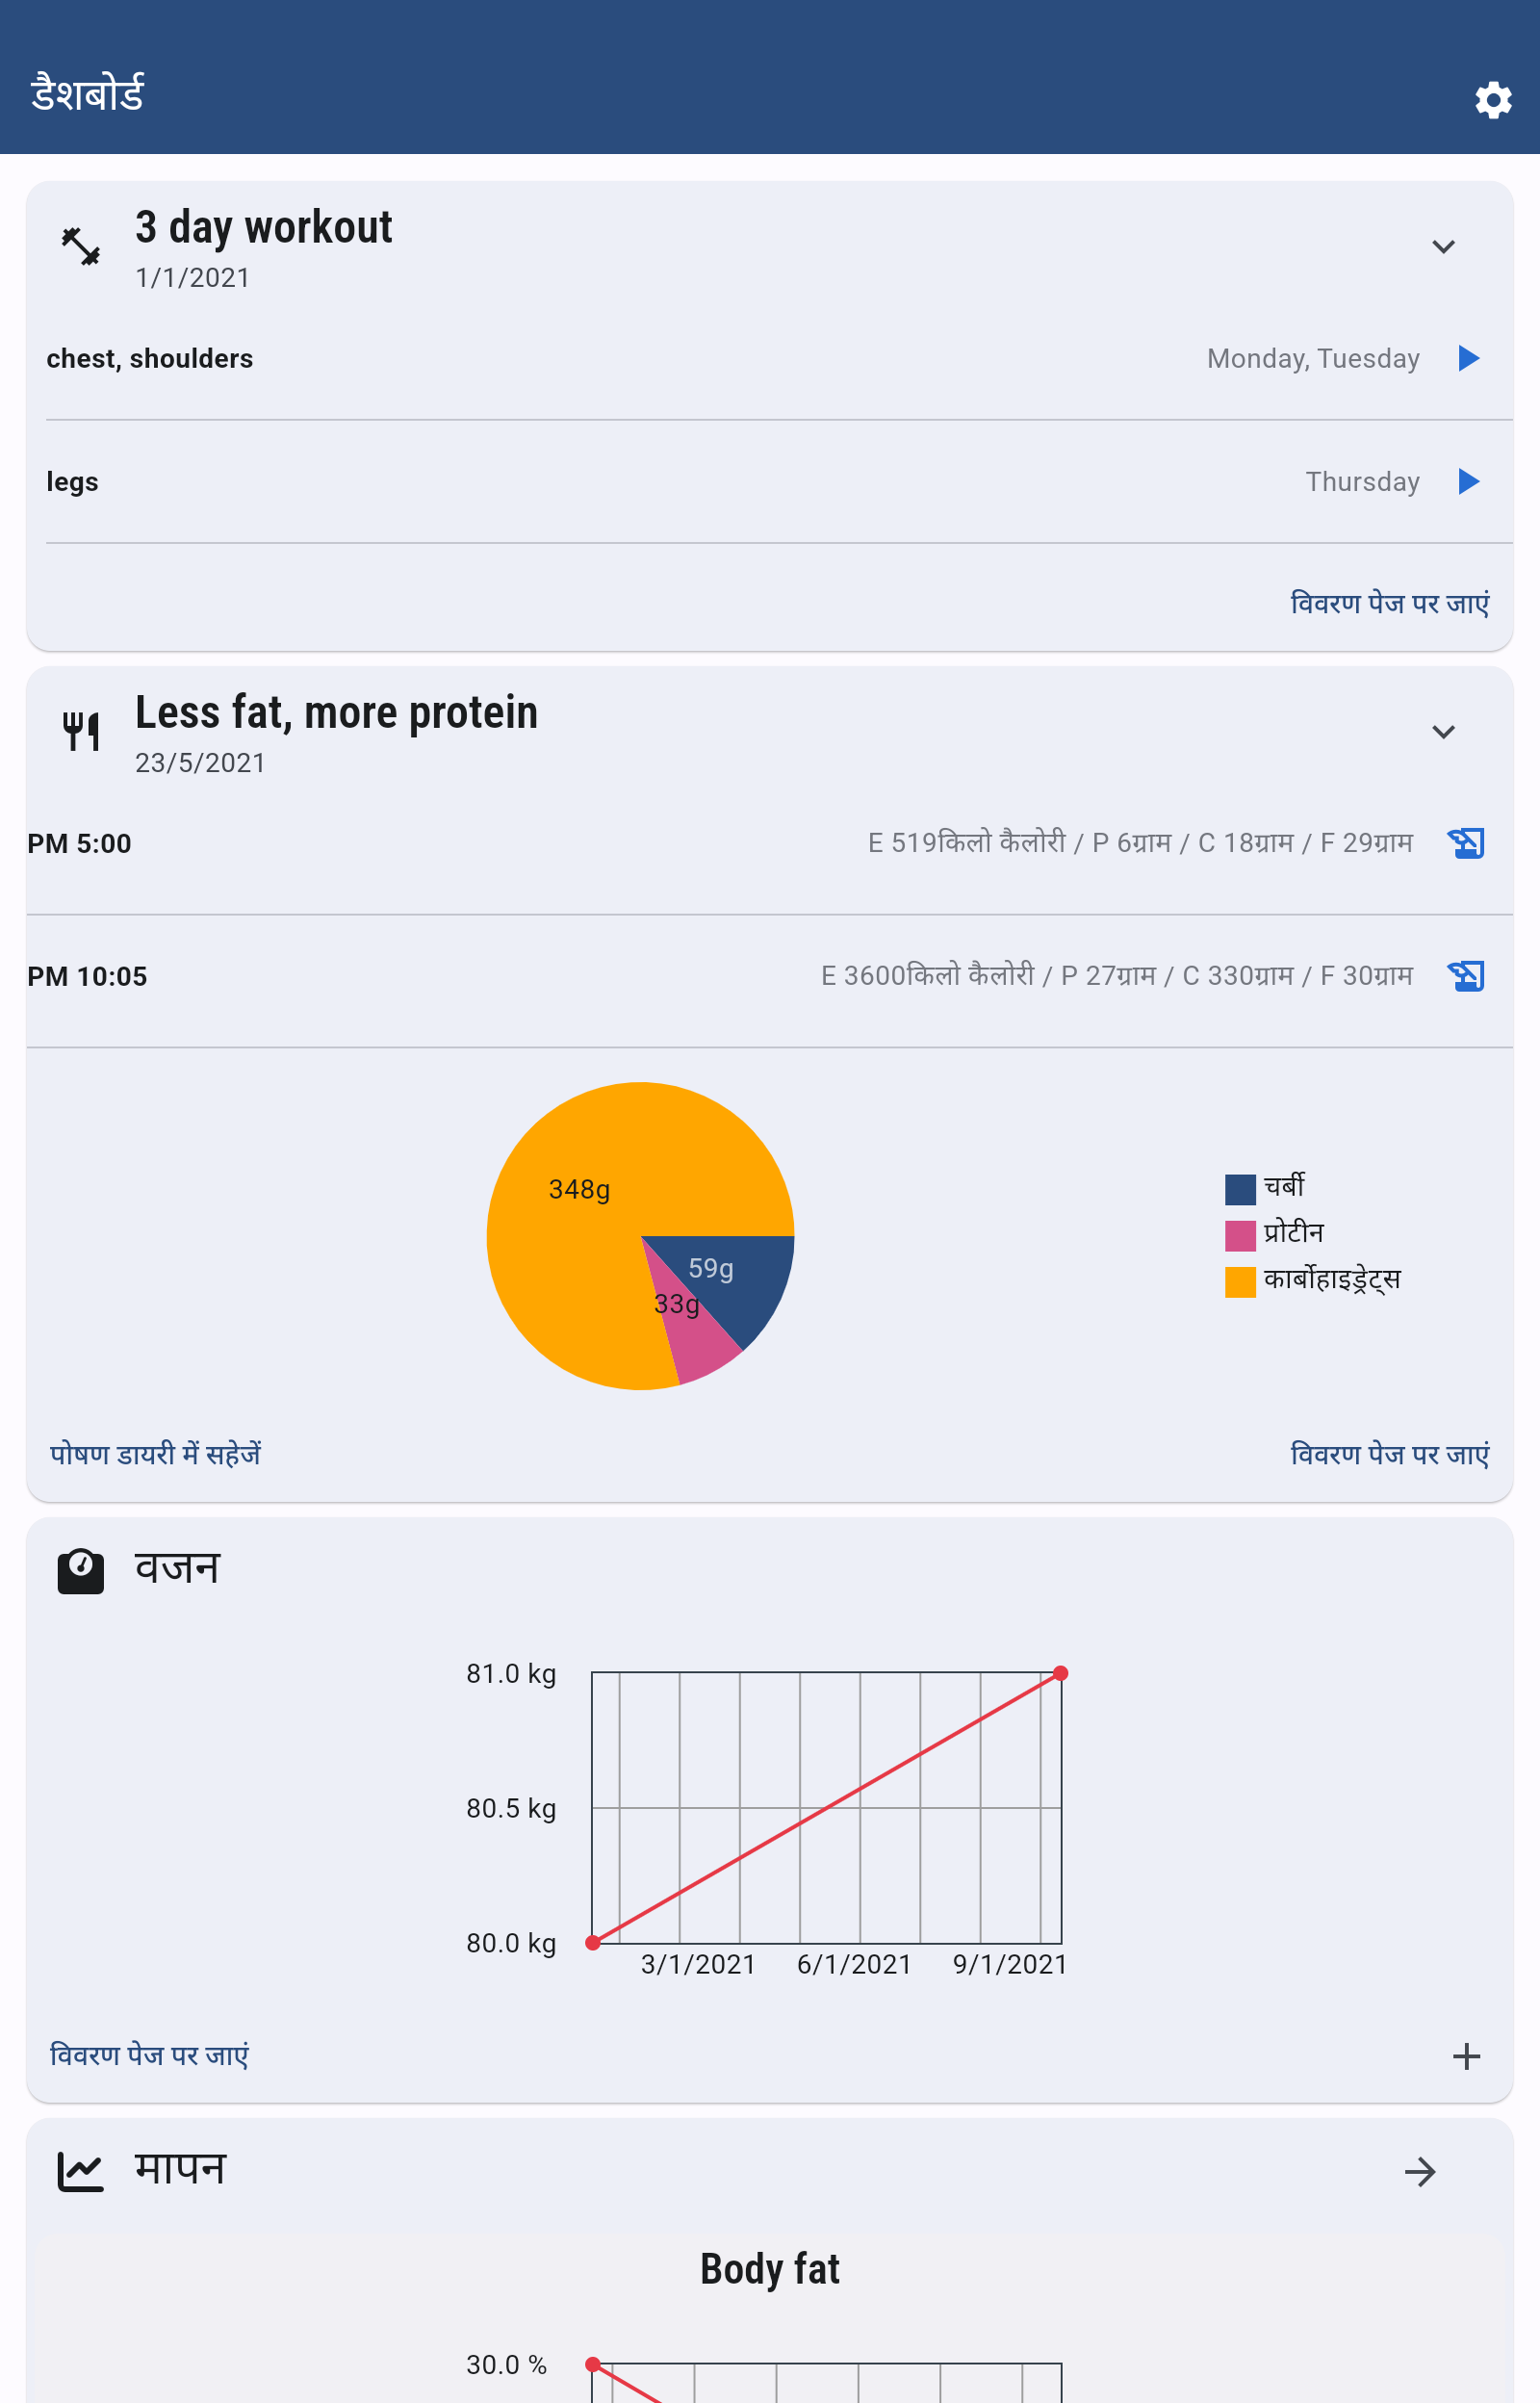 डैशबोर्ड
3 day workout
1/1/2021
chest, shoulders Monday, Tuesday
legs Thursday
विवरण पेज पर जाएं
Less fat, more protein
23/5/2021
PM 5:00 E 519किलो कैलोरी / P 6ग्राम / C 18ग्राम / F 29ग्राम
PM 10:05 E 3600किलो कैलोरी / P 27ग्राम / C 330ग्राम / F 30ग्राम
348g
59g
33g
चर्बी
प्रोटीन
कार्बोहाइड्रेट्स
पोषण डायरी में सहेजें विवरण पेज पर जाएं
वजन
81.0 kg
80.5 kg
80.0 kg
3/1/2021 6/1/2021 9/1/2021
विवरण पेज पर जाएं
मापन
Body fat
30.0 %